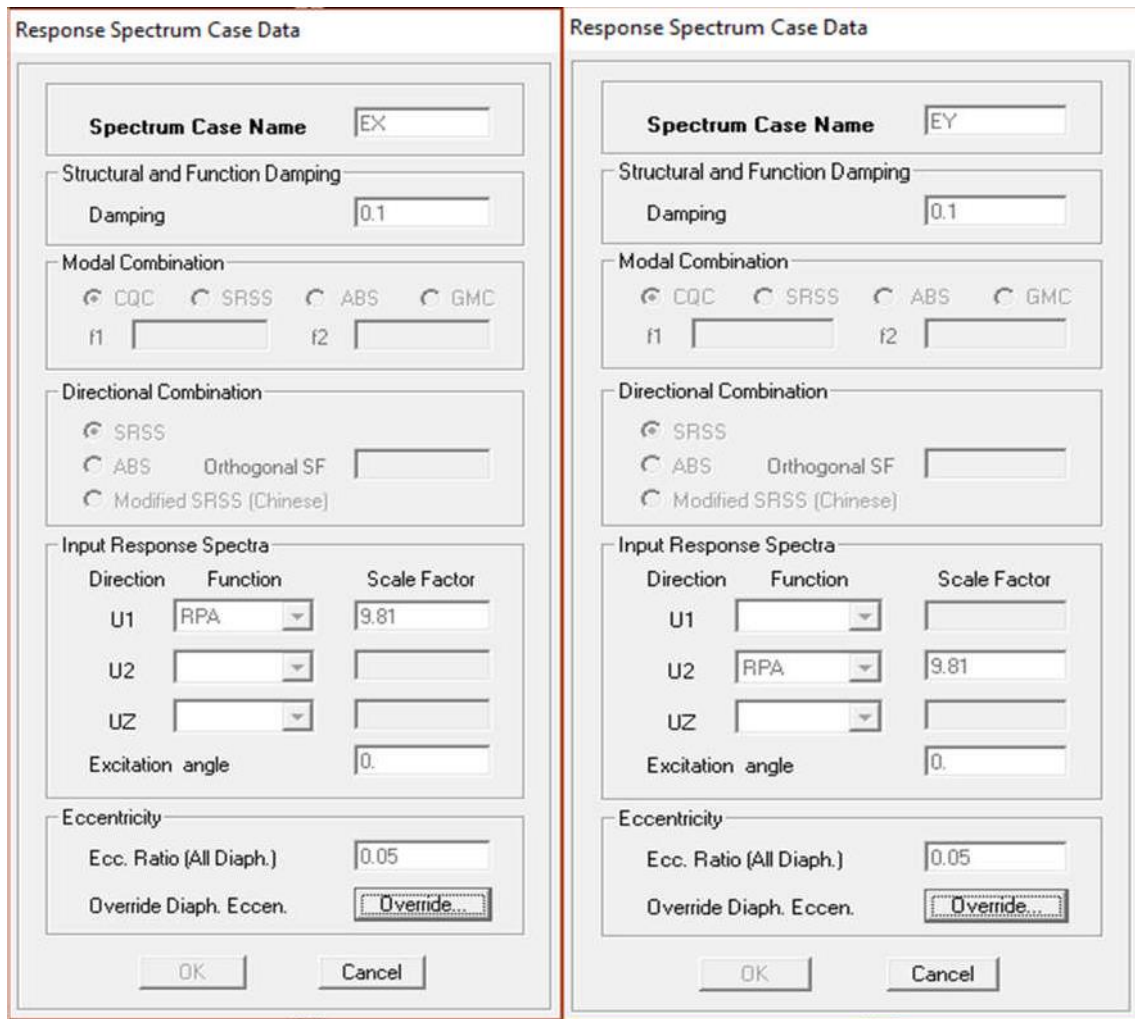 Response Spectrum Case Data
Spectrum Case Name EX
Structural and Function Damping
Damping 0.1
Modal Combination
CQC SRSS ABS GMC
f1 f2
Directional Combination
SRSS
ABS Orthogonal SF
Modified SRSS (Chinese)
Input Response Spectra
Direction Function Scale Factor
U1 RPA 9.81
U2
UZ
Excitation angle 0.
Eccentricity
Ecc. Ratio (All Diaph.) 0.05
Override Diaph. Eccen. Override...
OK Cancel
Response Spectrum Case Data
Spectrum Case Name EY
Structural and Function Damping
Damping 0.1
Modal Combination
CQC SRSS ABS GMC
f1 f2
Directional Combination
SRSS
ABS Orthogonal SF
Modified SRSS (Chinese)
Input Response Spectra
Direction Function Scale Factor
U1
U2 RPA 9.81
UZ
Excitation angle 0.
Eccentricity
Ecc. Ratio (All Diaph.) 0.05
Override Diaph. Eccen. Override...
OK Cancel